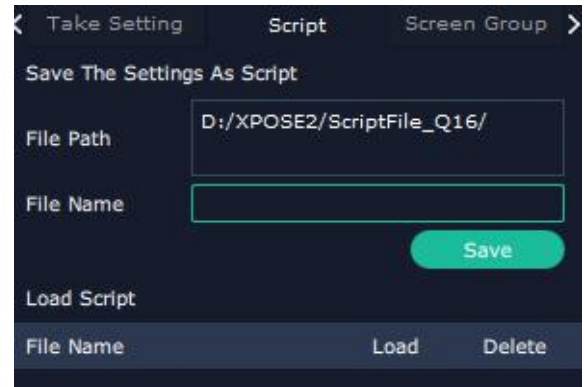 Take Setting Script Screen Group
Save The Settings As Script
File Path D:/XPOSE2/ScriptFile_Q16/
File Name
Save
Load Script
File Name Load Delete